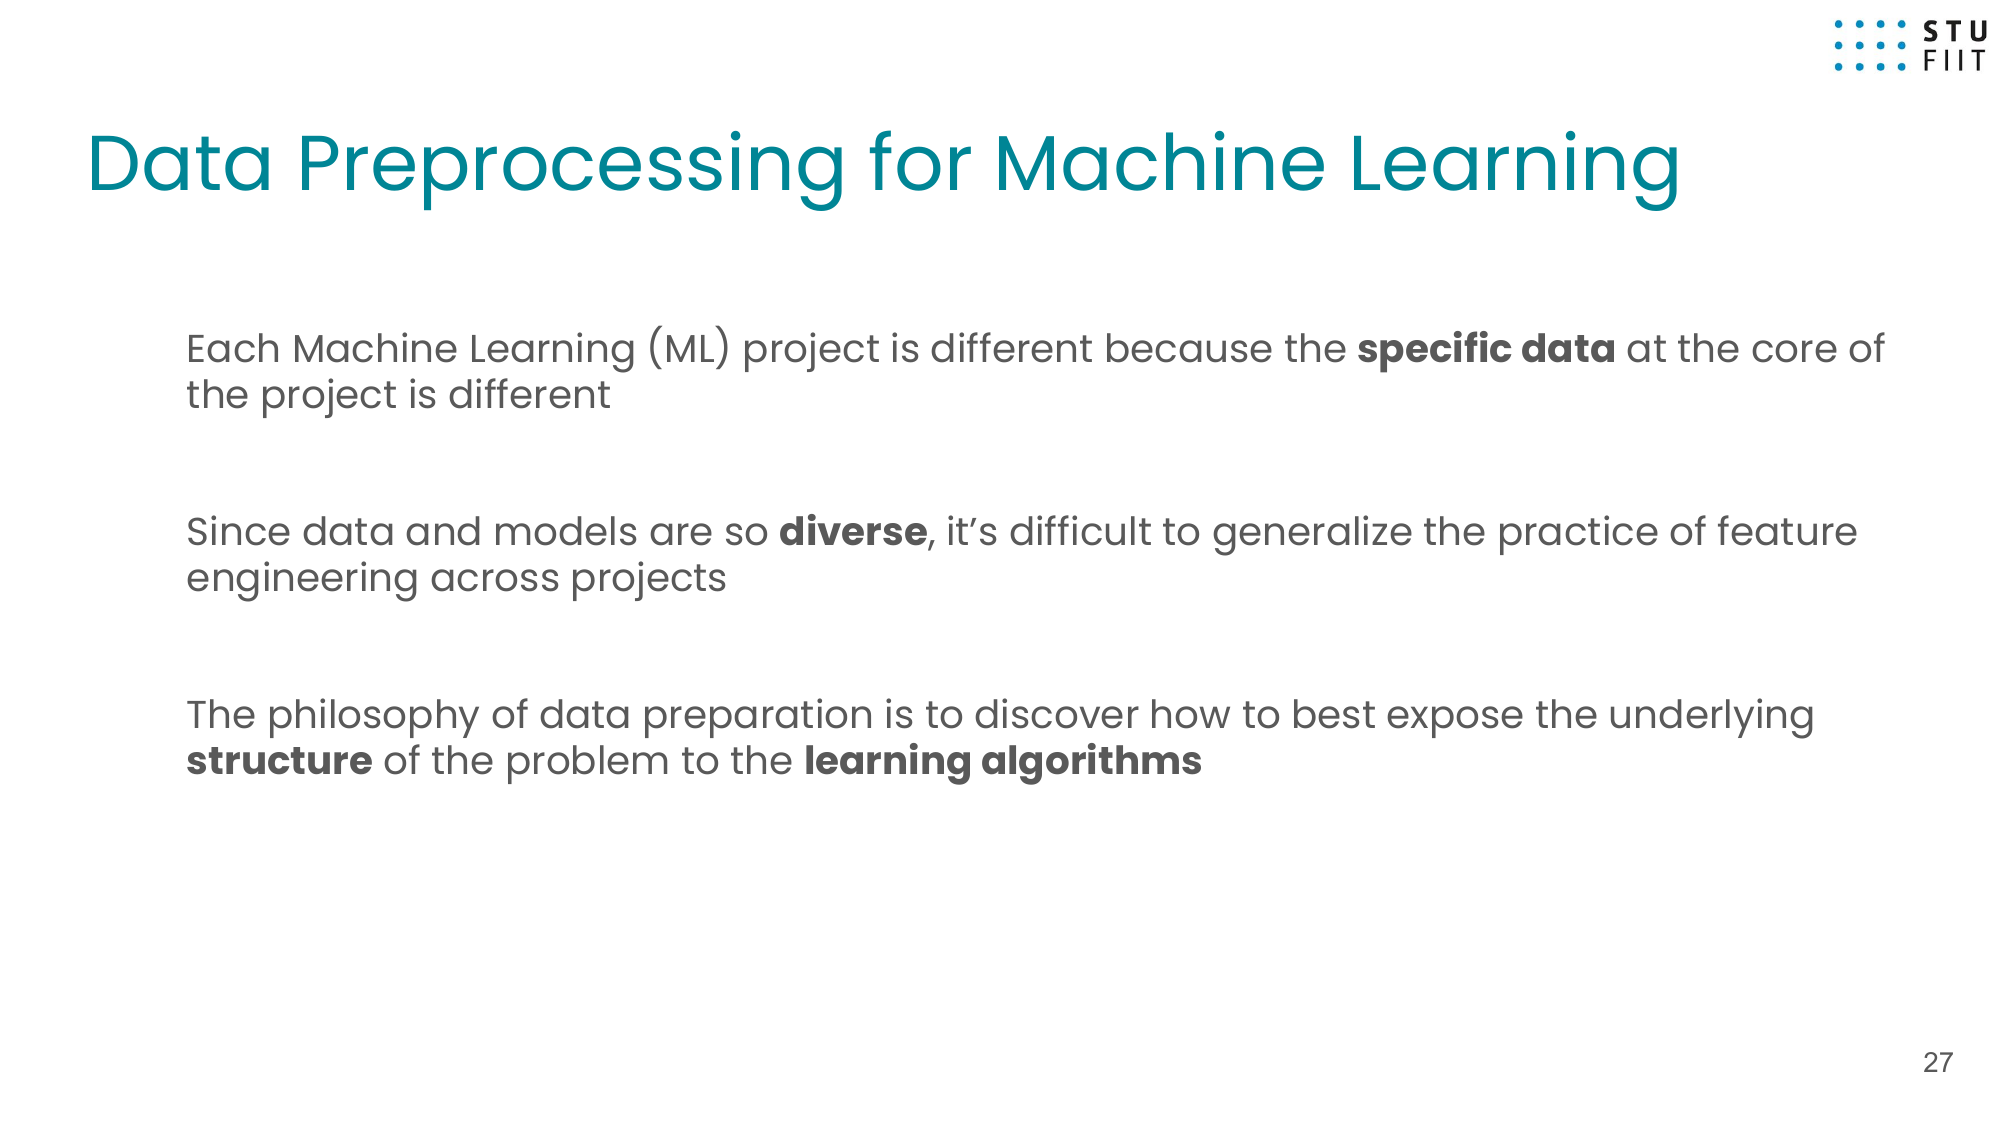 STU
FIIT
Data Preprocessing for Machine Learning
Each Machine Learning (ML) project is different because the specific data at the core of
the project is different
Since data and models are so diverse, it’s difficult to generalize the practice of feature
engineering across projects
The philosophy of data preparation is to discover how to best expose the underlying
structure of the problem to the learning algorithms
27